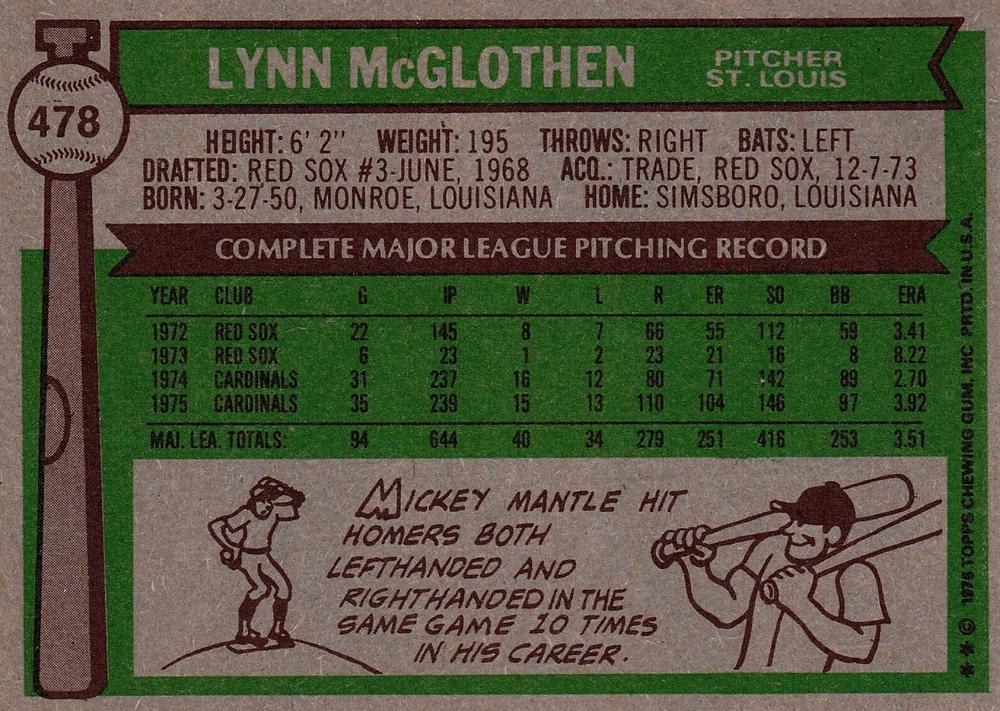 478
LYNN McGLOTHEN
PITCHER
ST. LOUIS
HEIGHT: 6' 2" WEIGHT: 195 THROWS: RIGHT BATS: LEFT
DRAFTED: RED SOX #3-JUNE, 1968 ACQ.: TRADE, RED SOX, 12-7-73
BORN: 3-27-50, MONROE, LOUISIANA HOME: SIMSBORO, LOUISIANA
COMPLETE MAJOR LEAGUE PITCHING RECORD
YEAR CLUB G IP W L R ER SO BB ERA
1972 RED SOX 22 145 8 7 66 55 112 59 3.41
1973 RED SOX 6 23 1 2 23 21 16 8 8.22
1974 CARDINALS 31 237 16 12 80 71 142 89 2.70
1975 CARDINALS 35 239 15 13 110 104 146 97 3.92
MAJ. LEA. TOTALS: 94 644 40 34 279 251 416 253 3.51
MICKEY MANTLE HIT
HOMERS BOTH
LEFTHANDED AND
RIGHTHANDED IN THE
SAME GAME 10 TIMES
IN HIS CAREER.
** © 1976 TOPPS CHEWING GUM, INC PRTD. IN U.S.A.